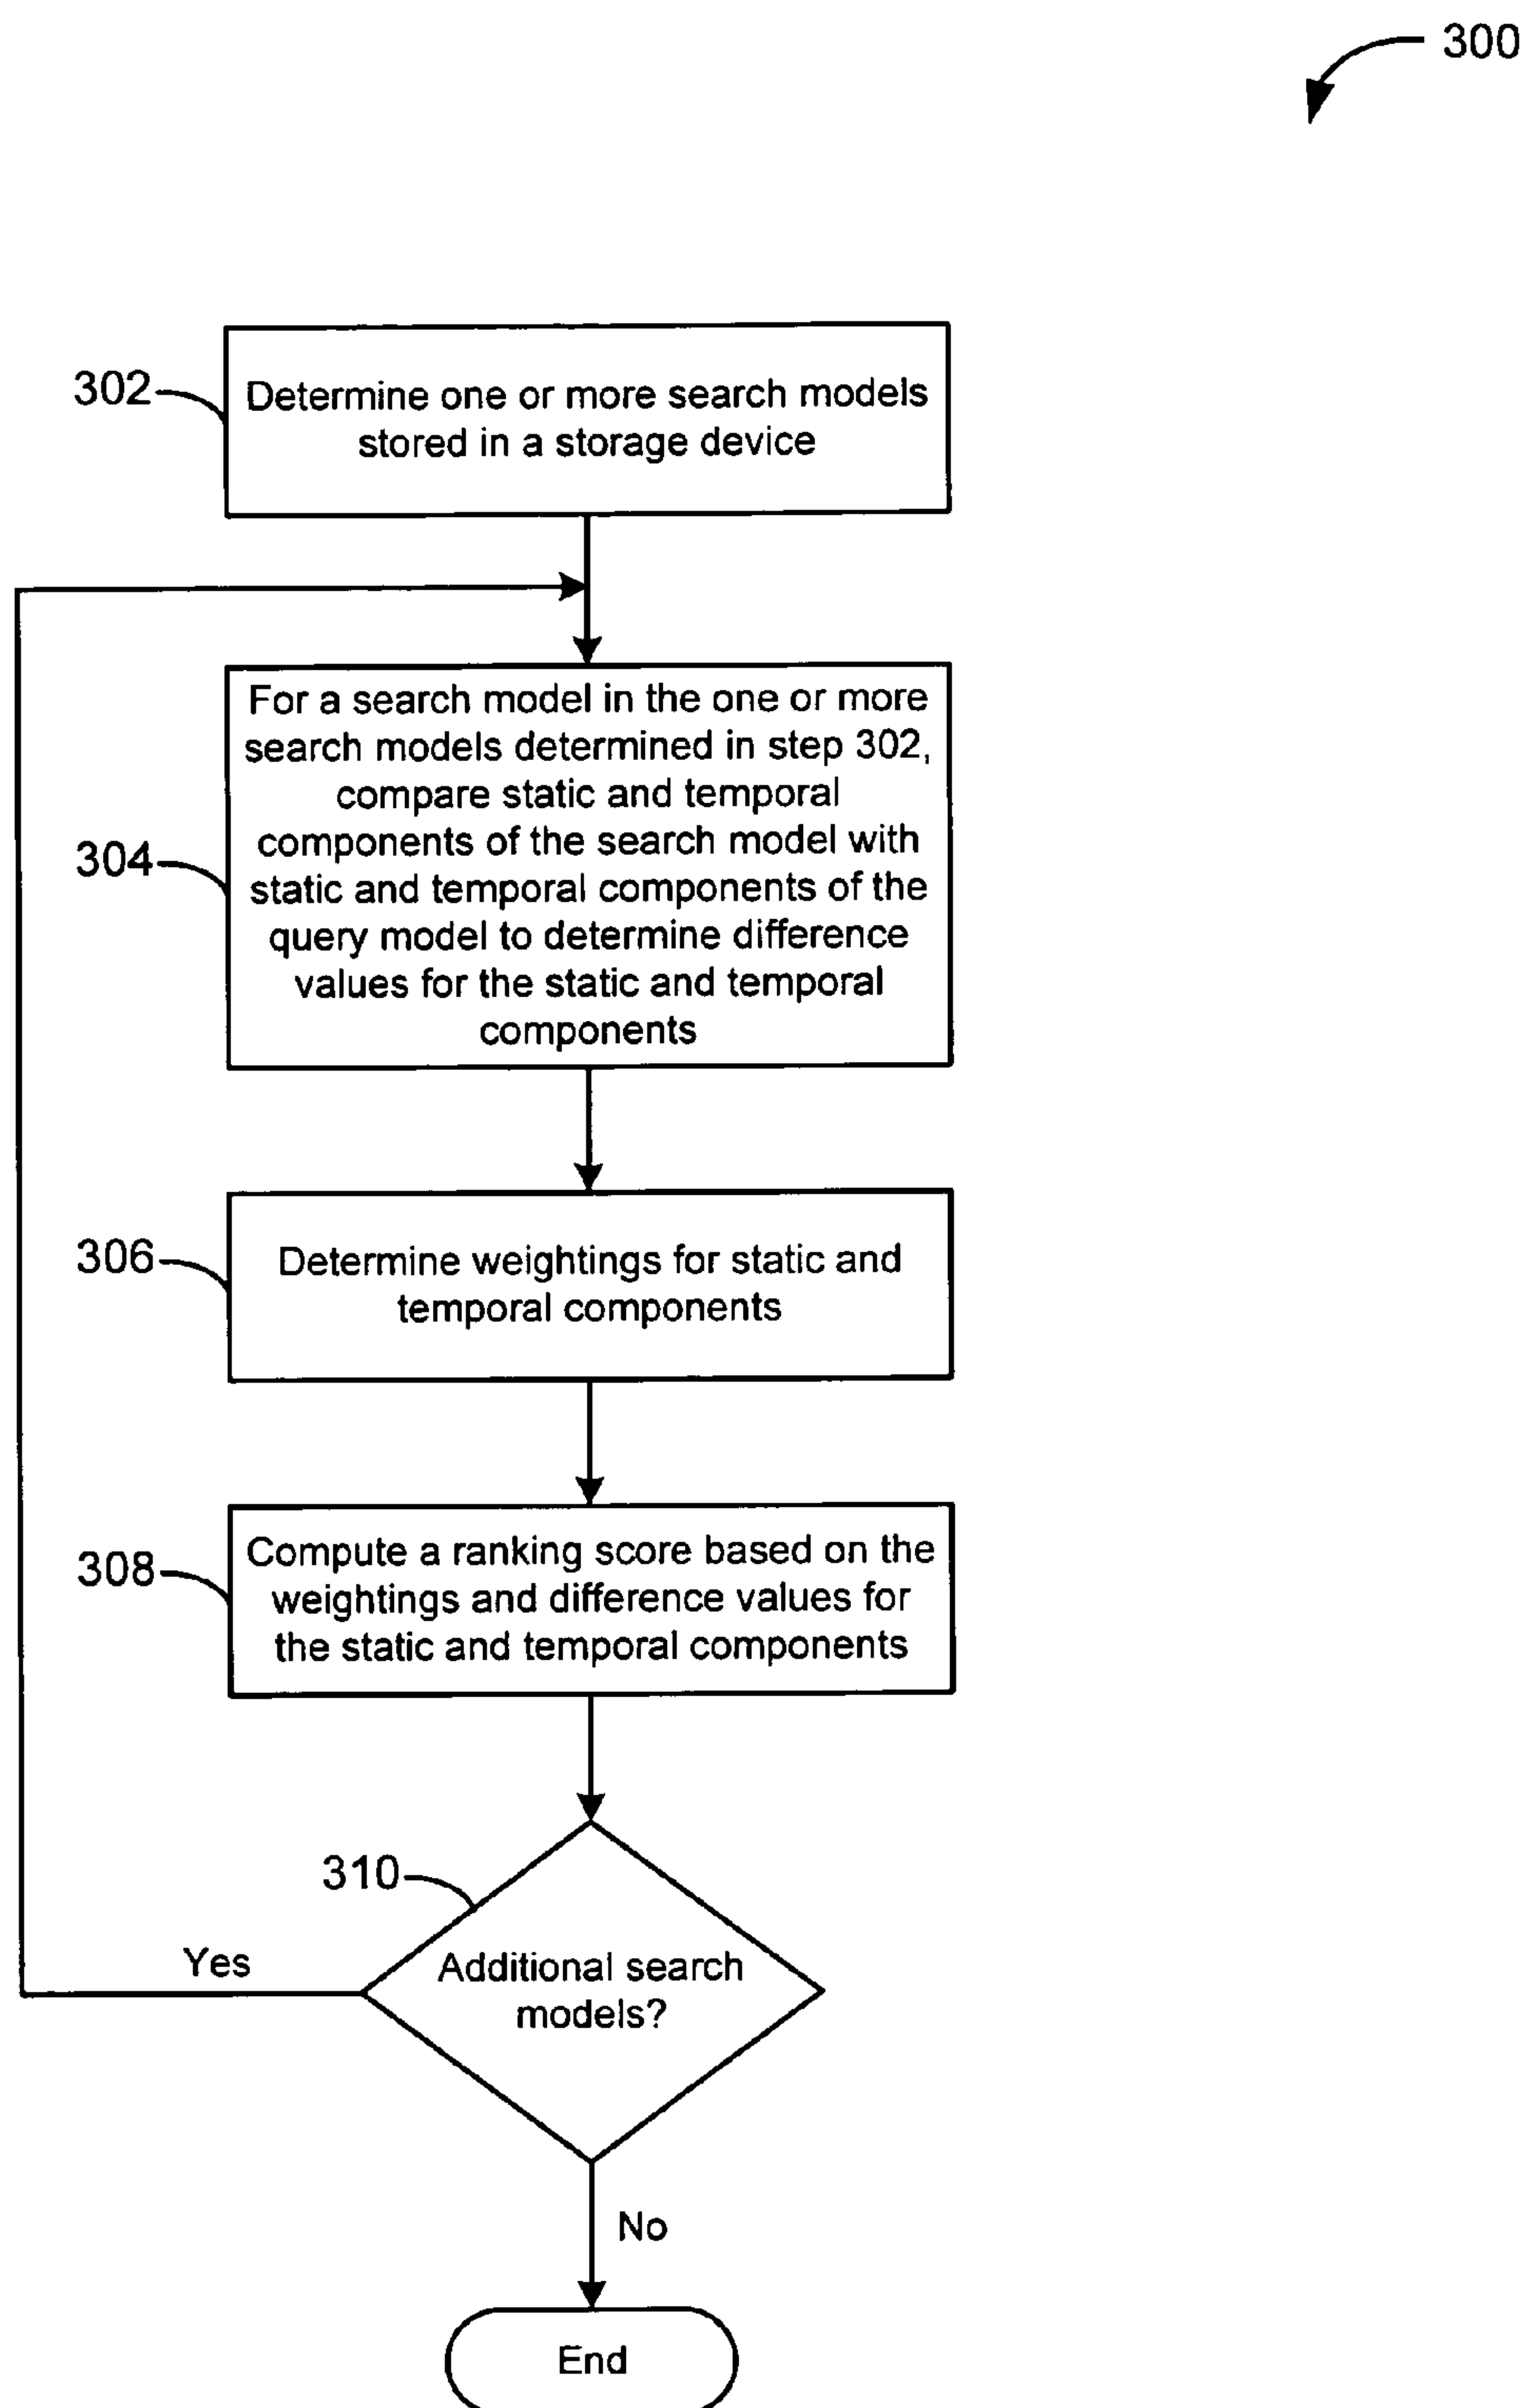 300
302
Determine one or more search models
stored in a storage device
304
For a search model in the one or more
search models determined in step 302,
compare static and temporal
components of the search model with
static and temporal components of the
query model to determine difference
values for the static and temporal
components
306
Determine weightings for static and
temporal components
308
Compute a ranking score based on the
weightings and difference values for
the static and temporal components
310
Additional search
models?
Yes
No
End